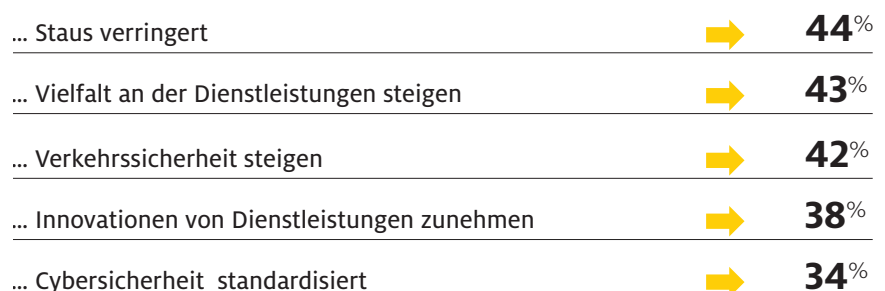 ... Staus verringert 44%
... Vielfalt an der Dienstleistungen steigen 43%
... Verkehrssicherheit steigen 42%
... Innovationen von Dienstleistungen zunehmen 38%
... Cybersicherheit standardisiert 34%